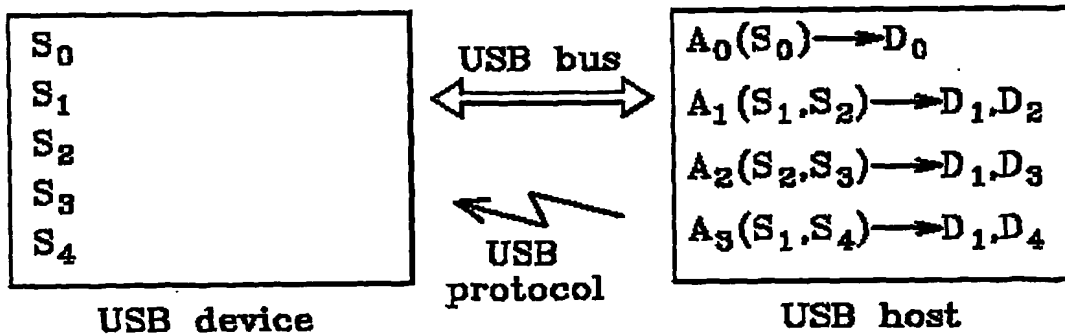 S₀
S₁
S₂
S₃
S₄
USB device
USB bus
USB
protocol
A₀(S₀)→D₀
A₁(S₁,S₂)→D₁,D₂
A₂(S₂,S₃)→D₁,D₃
A₃(S₁,S₄)→D₁,D₄
USB host